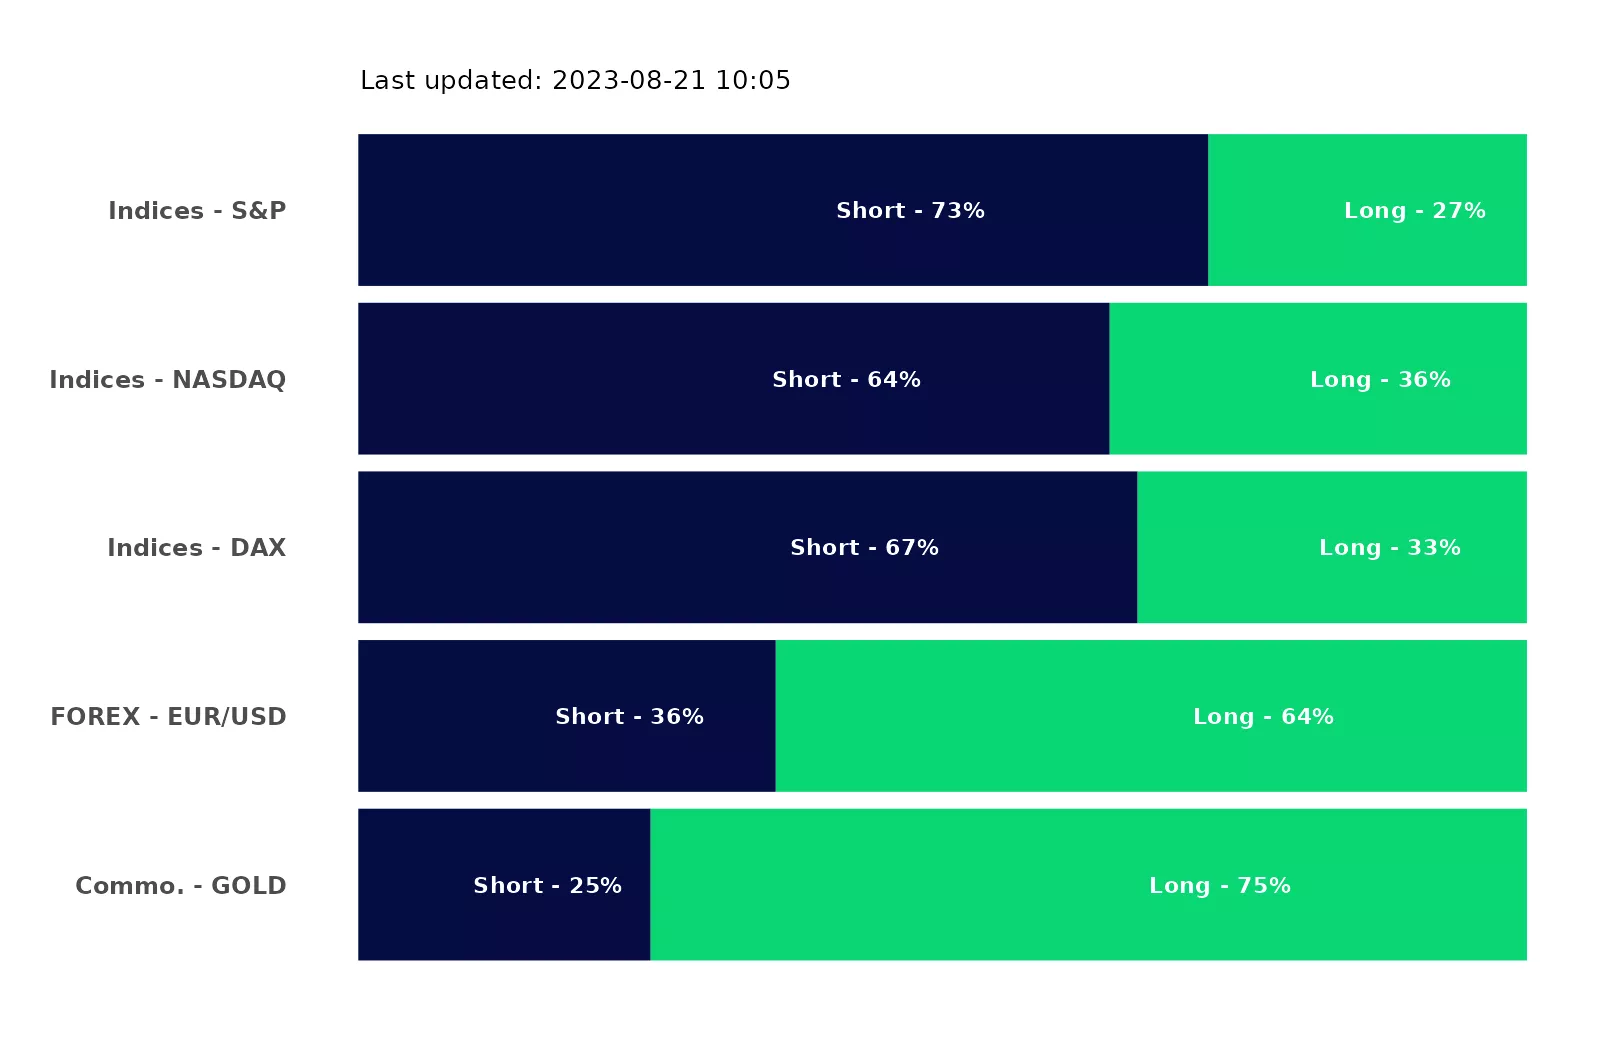 Last updated: 2023-08-21 10:05
Indices - S&P Short - 73% Long - 27%
Indices - NASDAQ Short - 64% Long - 36%
Indices - DAX Short - 67% Long - 33%
FOREX - EUR/USD Short - 36% Long - 64%
Commo. - GOLD Short - 25% Long - 75%